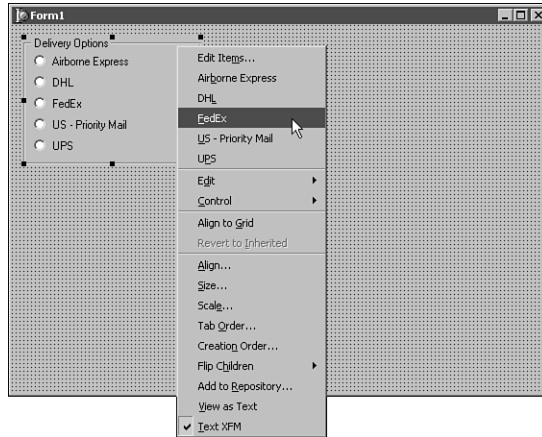 Form1
Delivery Options
Airborne Express
DHL
FedEx
US - Priority Mail
UPS
Edit Items...
Airborne Express
DHL
FedEx
US - Priority Mail
UPS
Edit
Control
Align to Grid
Revert to Inherited
Align...
Size...
Scale...
Tab Order...
Creation Order...
Flip Children
Add to Repository...
View as Text
Text XFM